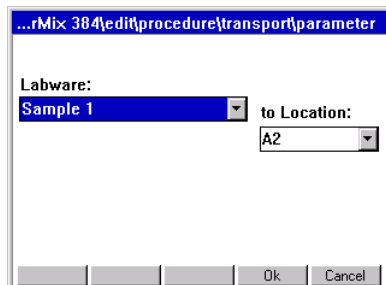 ...rMix 384\edit\procedure\transport\parameter
Labware:
Sample 1
to Location:
A2
Ok
Cancel